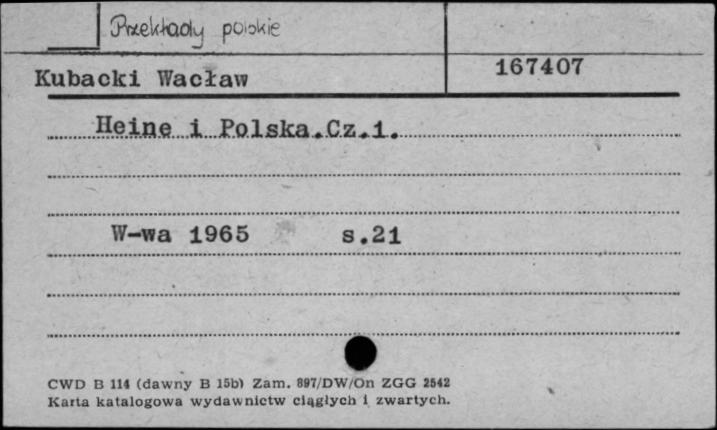 Przekłady polskie
167407
Kubacki Wacław
Heine i Polska.Cz.1.
W-wa 1965 s.21
CWD B 114 (dawny B 15b) Zam. 897/DW/On ZGG 2542
Karta katalogowa wydawnictw ciągłych i zwartych.